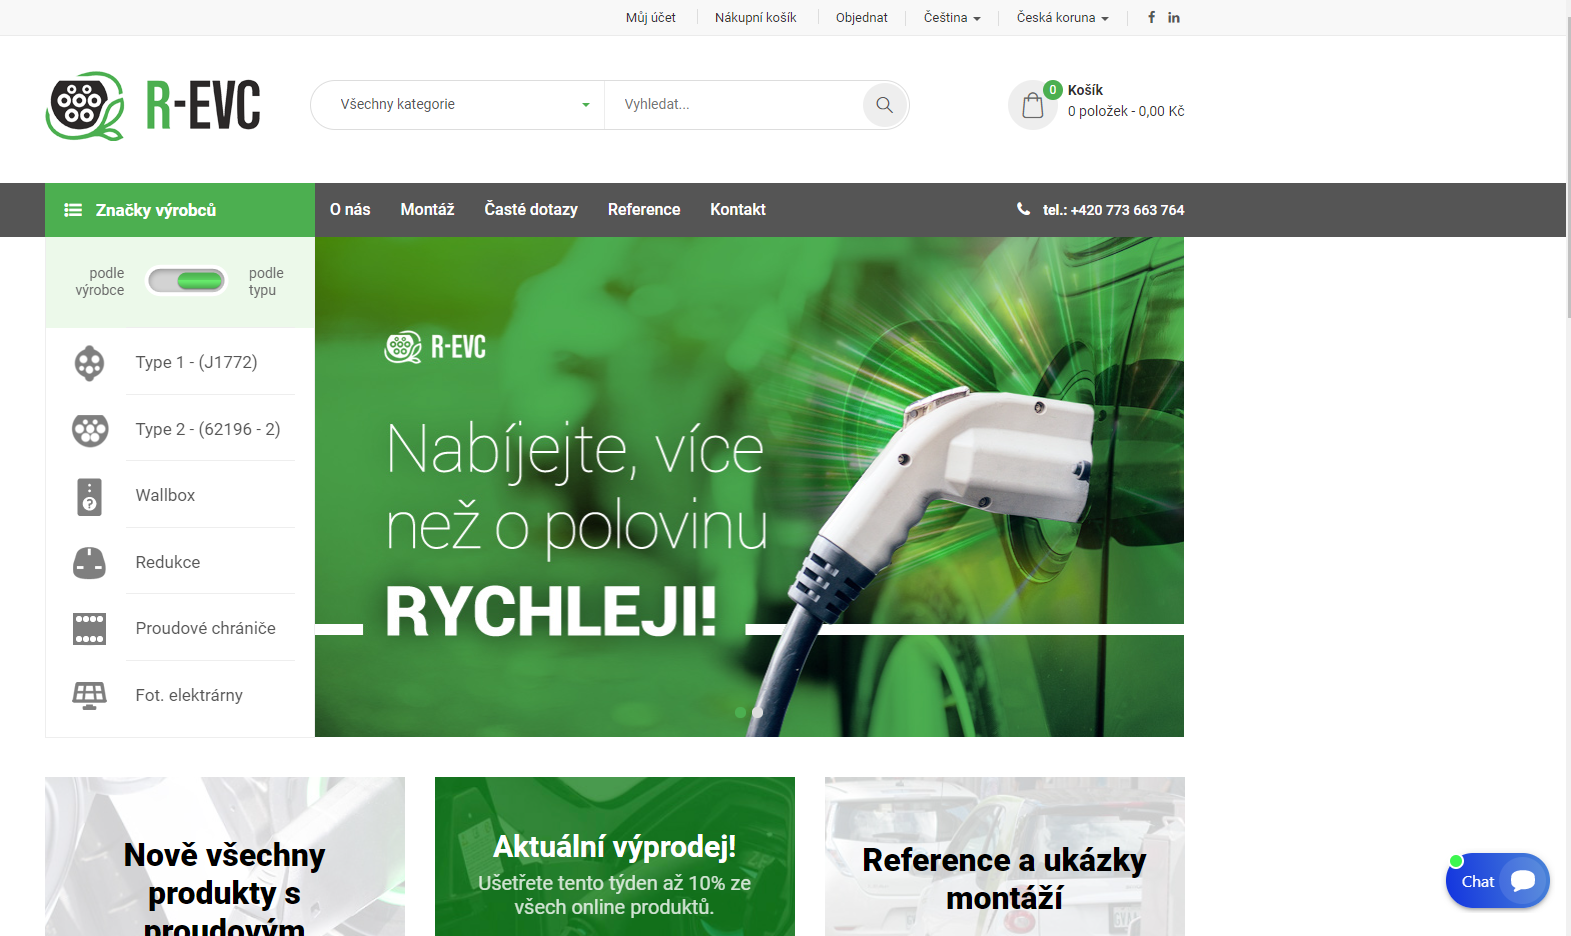 Můj účet
Nákupní košík
Objednat
Čeština
Česká koruna
R-EVC
Všechny kategorie
Vyhledat...
0
Košík
0 položek - 0,00 Kč
Značky výrobců
O nás
Montáž
Časté dotazy
Reference
Kontakt
tel.: +420 773 663 764
podle
výrobce
podle
typu
Type 1 - (J1772)
Type 2 - (62196 - 2)
Wallbox
Redukce
Proudové chrániče
Fot. elektrárny
R-EVC
Nabíjejte, více
než o polovinu
RYCHLEJI!
Nově všechny
produkty s
proudovým
Aktuální výprodej!
Ušetřete tento týden až 10% ze
všech online produktů.
Reference a ukázky
montáží
Chat